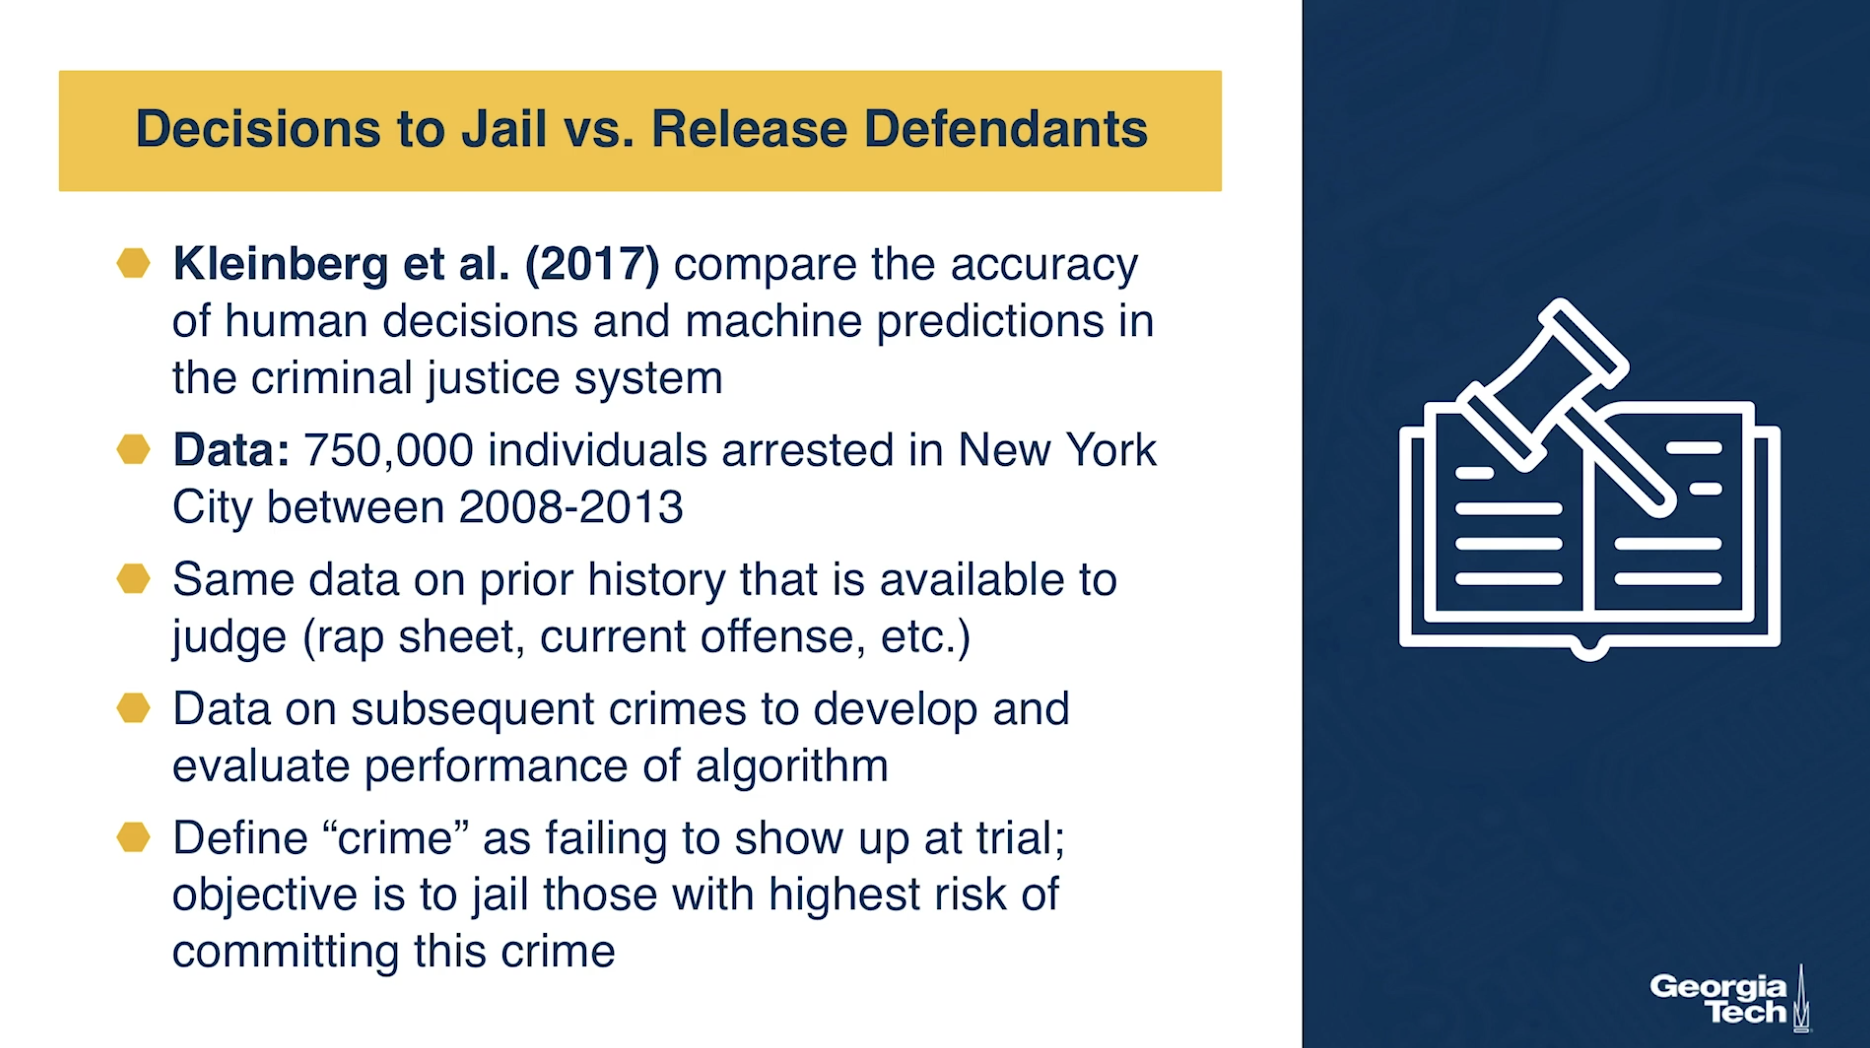 Decisions to Jail vs. Release Defendants
Kleinberg et al. (2017) compare the accuracy
of human decisions and machine predictions in
the criminal justice system
Data: 750,000 individuals arrested in New York
City between 2008-2013
Same data on prior history that is available to
judge (rap sheet, current offense, etc.)
Data on subsequent crimes to develop and
evaluate performance of algorithm
Define “crime” as failing to show up at trial;
objective is to jail those with highest risk of
committing this crime
Georgia
Tech